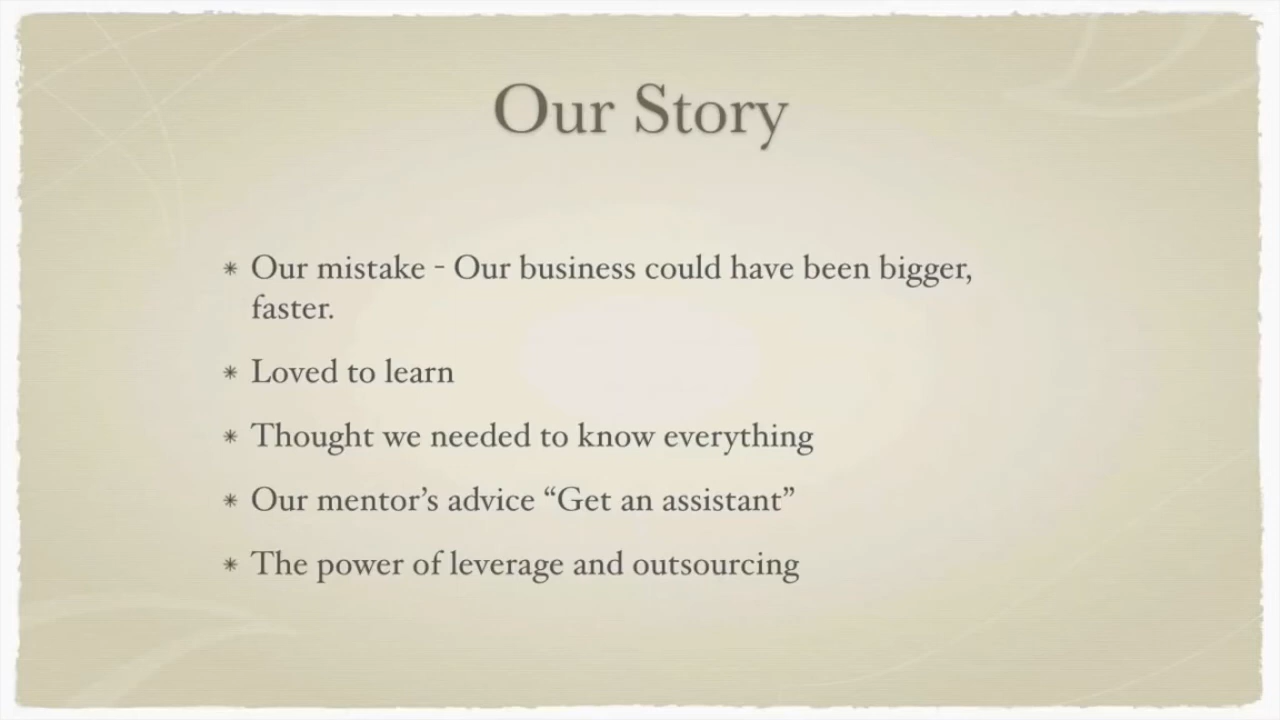 Our Story
* Our mistake - Our business could have been bigger,
faster.
* Loved to learn
* Thought we needed to know everything
* Our mentor’s advice “Get an assistant”
* The power of leverage and outsourcing